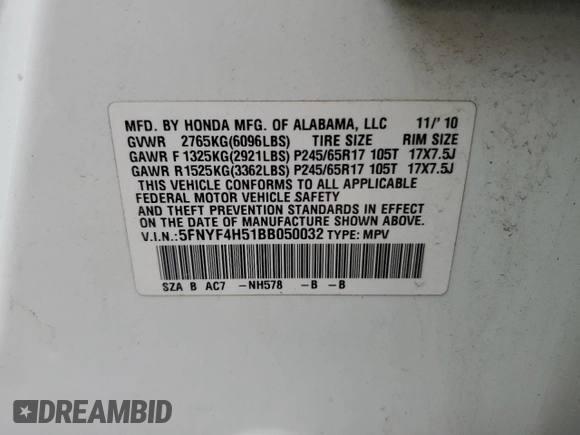 MFD. BY HONDA MFG. OF ALABAMA, LLC 11/'10
GVWR 2765KG(6096LBS) TIRE SIZE RIM SIZE
GAWR F 1325KG(2921LBS) P245/65R17 105T 17X7.5J
GAWR R 1525KG(3362LBS) P245/65R17 105T 17X7.5J
THIS VEHICLE CONFORMS TO ALL APPLICABLE
FEDERAL MOTOR VEHICLE SAFETY
AND THEFT PREVENTION STANDARDS IN EFFECT
ON THE DATE OF MANUFACTURE SHOWN ABOVE.
V.I.N.:5FNYF4H51BB050032 TYPE: MPV
SZA B AC7 -NH578 -B -B
DREAMBID